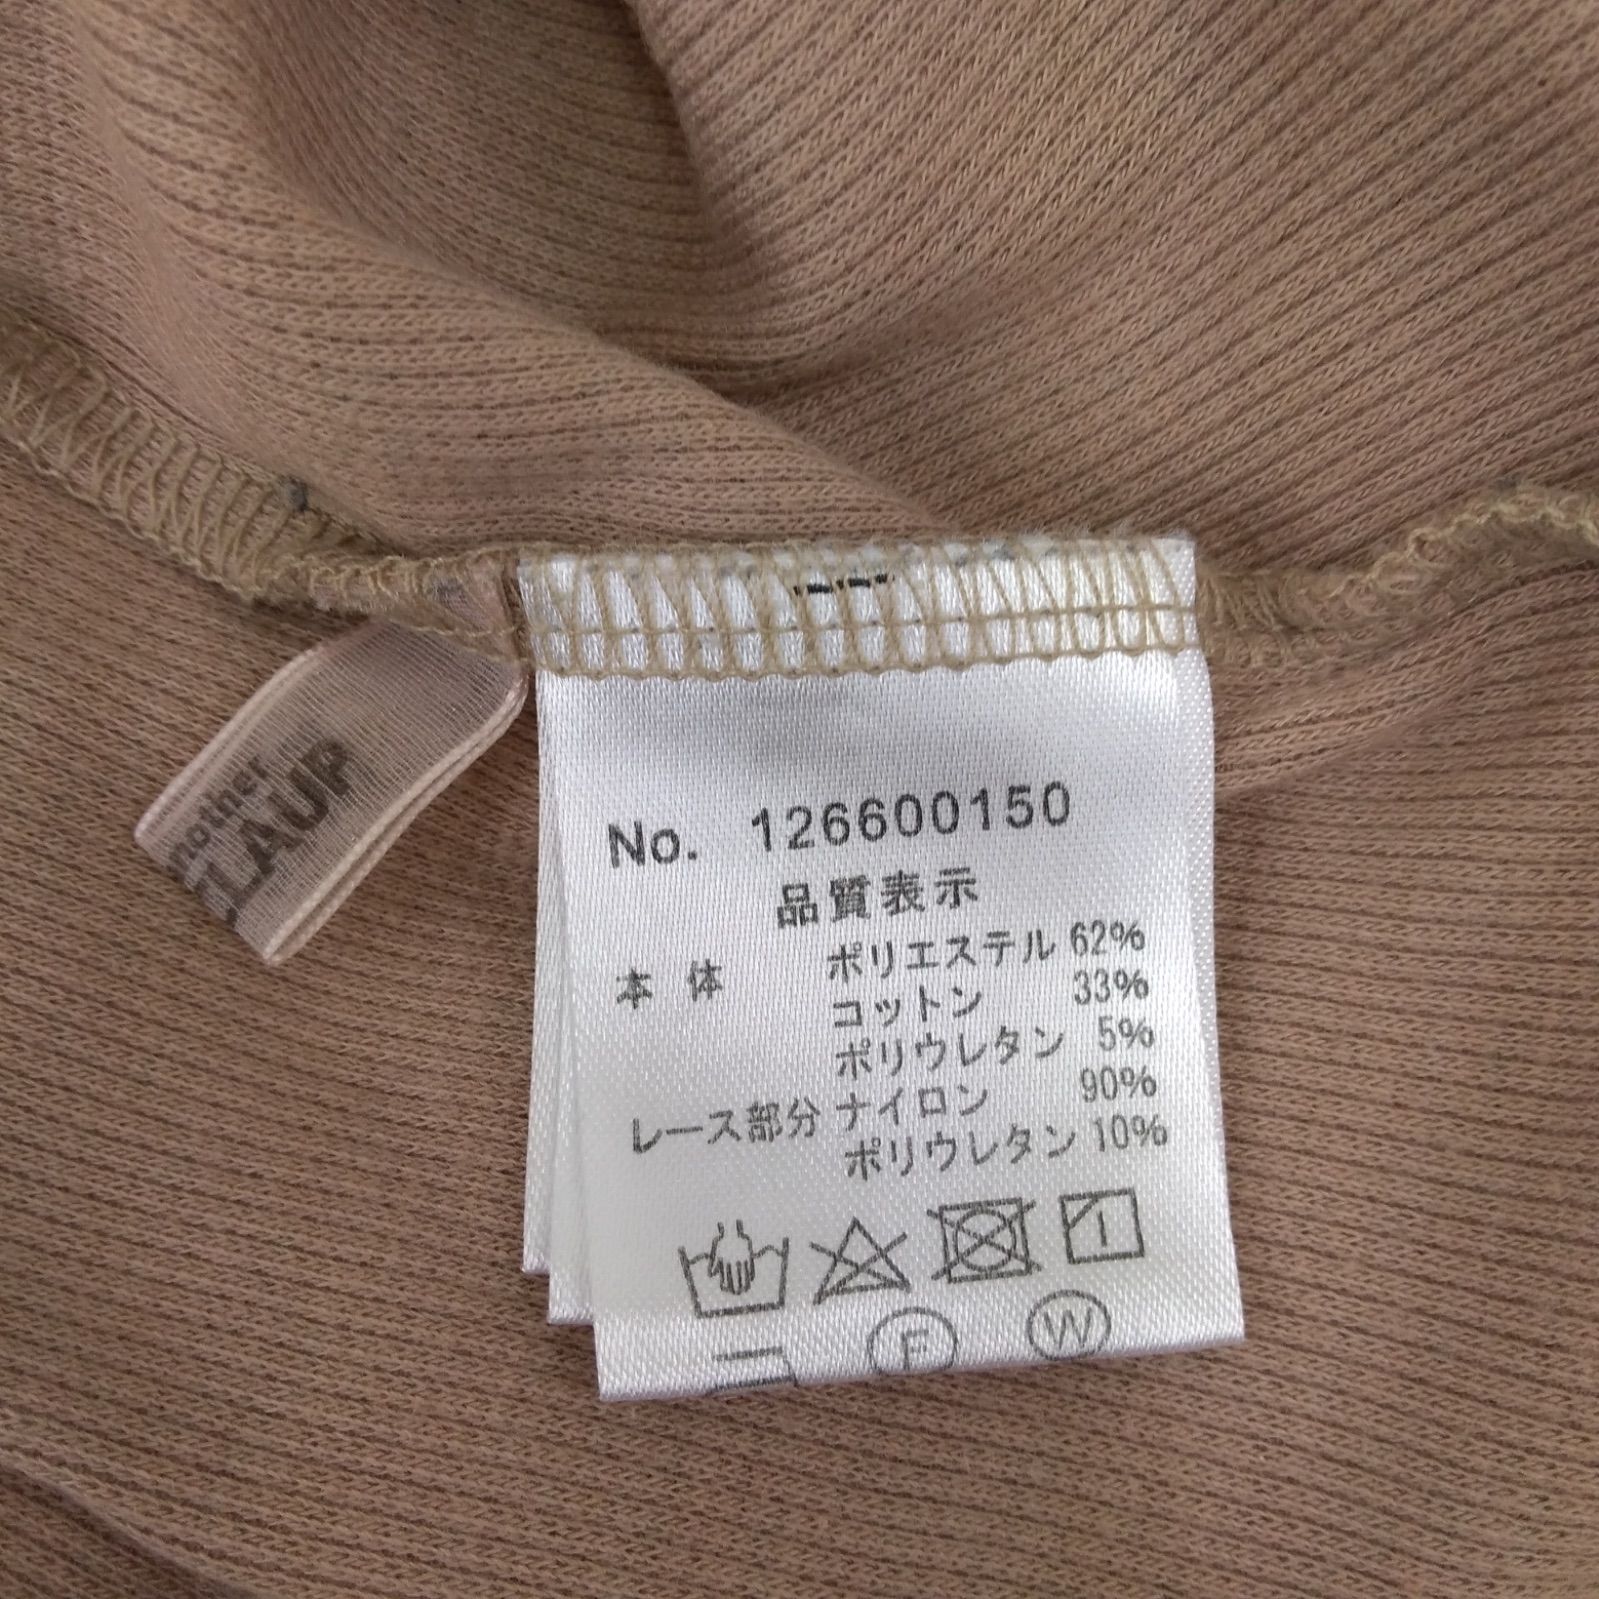 No. 126600150
品質表示
本体 ポリエステル 62%
コットン 33%
ポリウレタン 5%
レース部分 ナイロン 90%
ポリウレタン 10%
F W